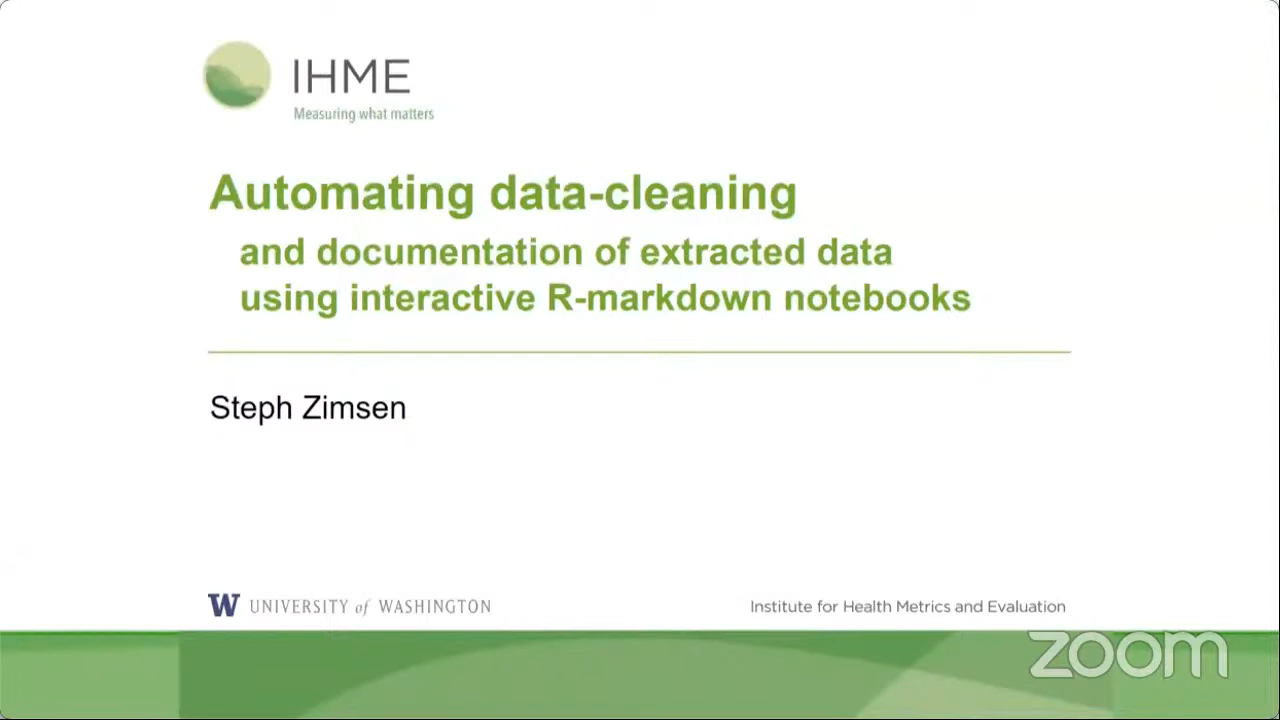 IHME
Measuring what matters
Automating data-cleaning
and documentation of extracted data
using interactive R-markdown notebooks
Steph Zimsen
W UNIVERSITY of WASHINGTON
Institute for Health Metrics and Evaluation
zoom